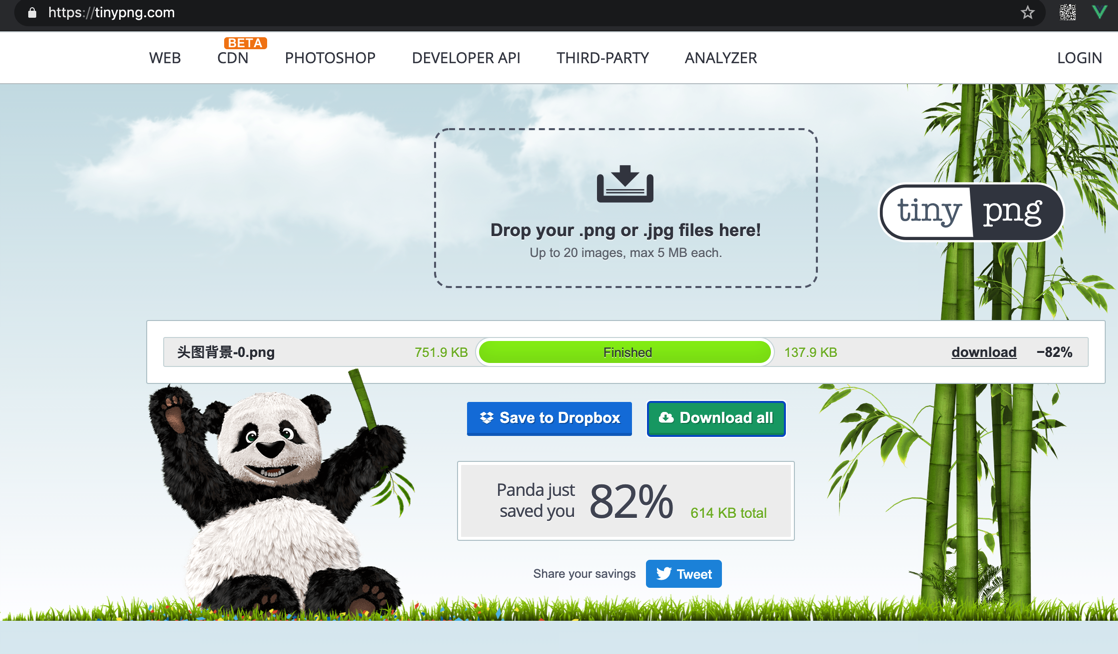 https://tinypng.com
BETA
WEB CDN PHOTOSHOP DEVELOPER API THIRD-PARTY ANALYZER LOGIN
Drop your .png or .jpg files here!
Up to 20 images, max 5 MB each.
tiny png
头图背景-0.png 751.9 KB Finished 137.9 KB download −82%
Save to Dropbox Download all
Panda just
saved you 82% 614 KB total
Share your savings Tweet